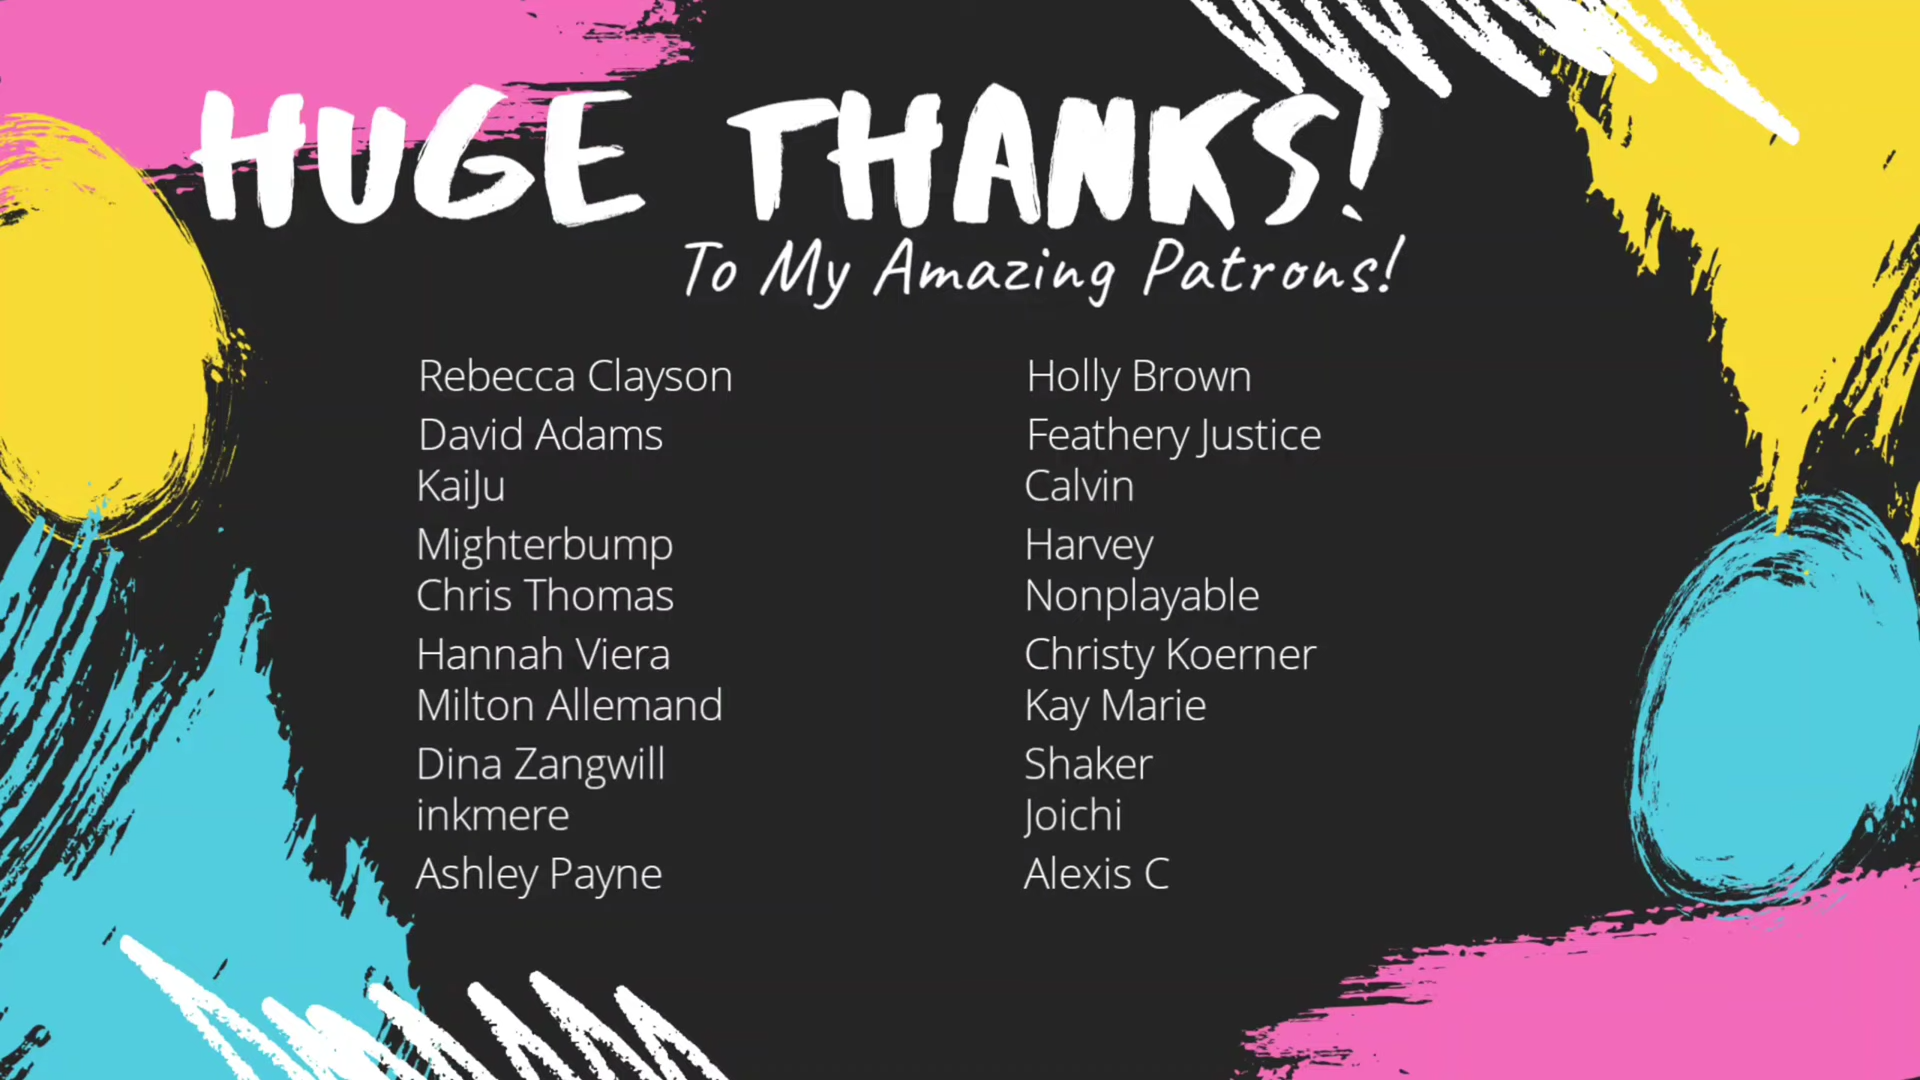 HUGE THANKS!
To My Amazing Patrons!
Rebecca Clayson
David Adams
KaiJu
Mighterbump
Chris Thomas
Hannah Viera
Milton Allemand
Dina Zangwill
inkmere
Ashley Payne
Holly Brown
Feathery Justice
Calvin
Harvey
Nonplayable
Christy Koerner
Kay Marie
Shaker
Joichi
Alexis C